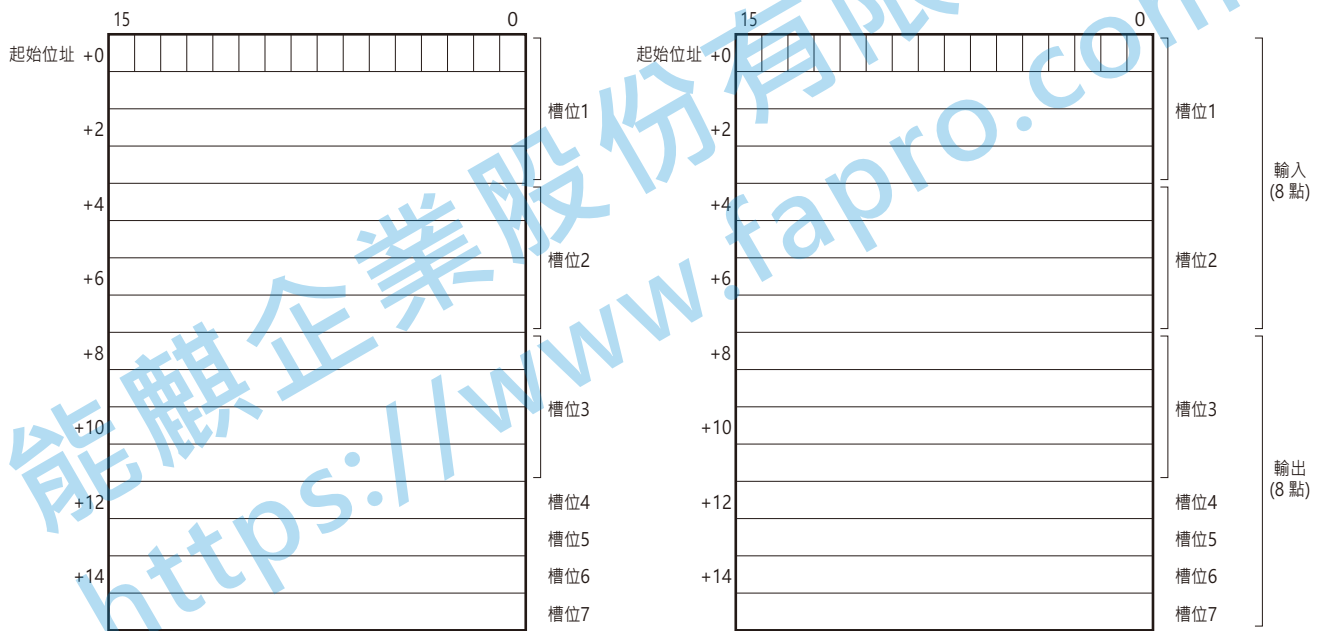 15 0
起始位址 +0
槽位1
+2
+4
槽位2
+6
+8
槽位3
+10
+12 槽位4
槽位5
+14 槽位6
槽位7
15 0
起始位址 +0
槽位1
+2
輸入
(8 點)
+4
槽位2
+6
+8
槽位3
+10
輸出
(8 點)
+12 槽位4
槽位5
+14 槽位6
槽位7
能麒企業股份有限
https://www.fapro.com